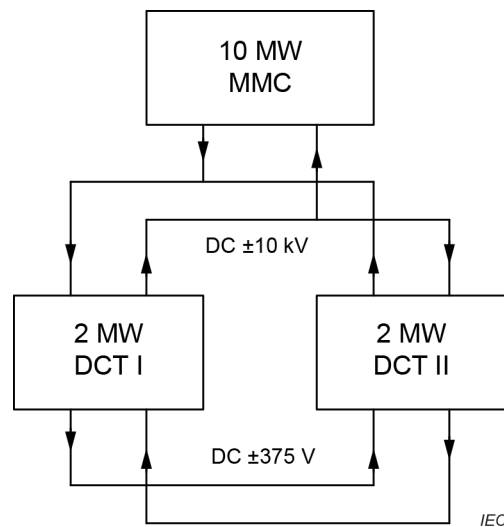 10 MW
MMC
DC ±10 kV
2 MW
DCT I
2 MW
DCT II
DC ±375 V
IEC